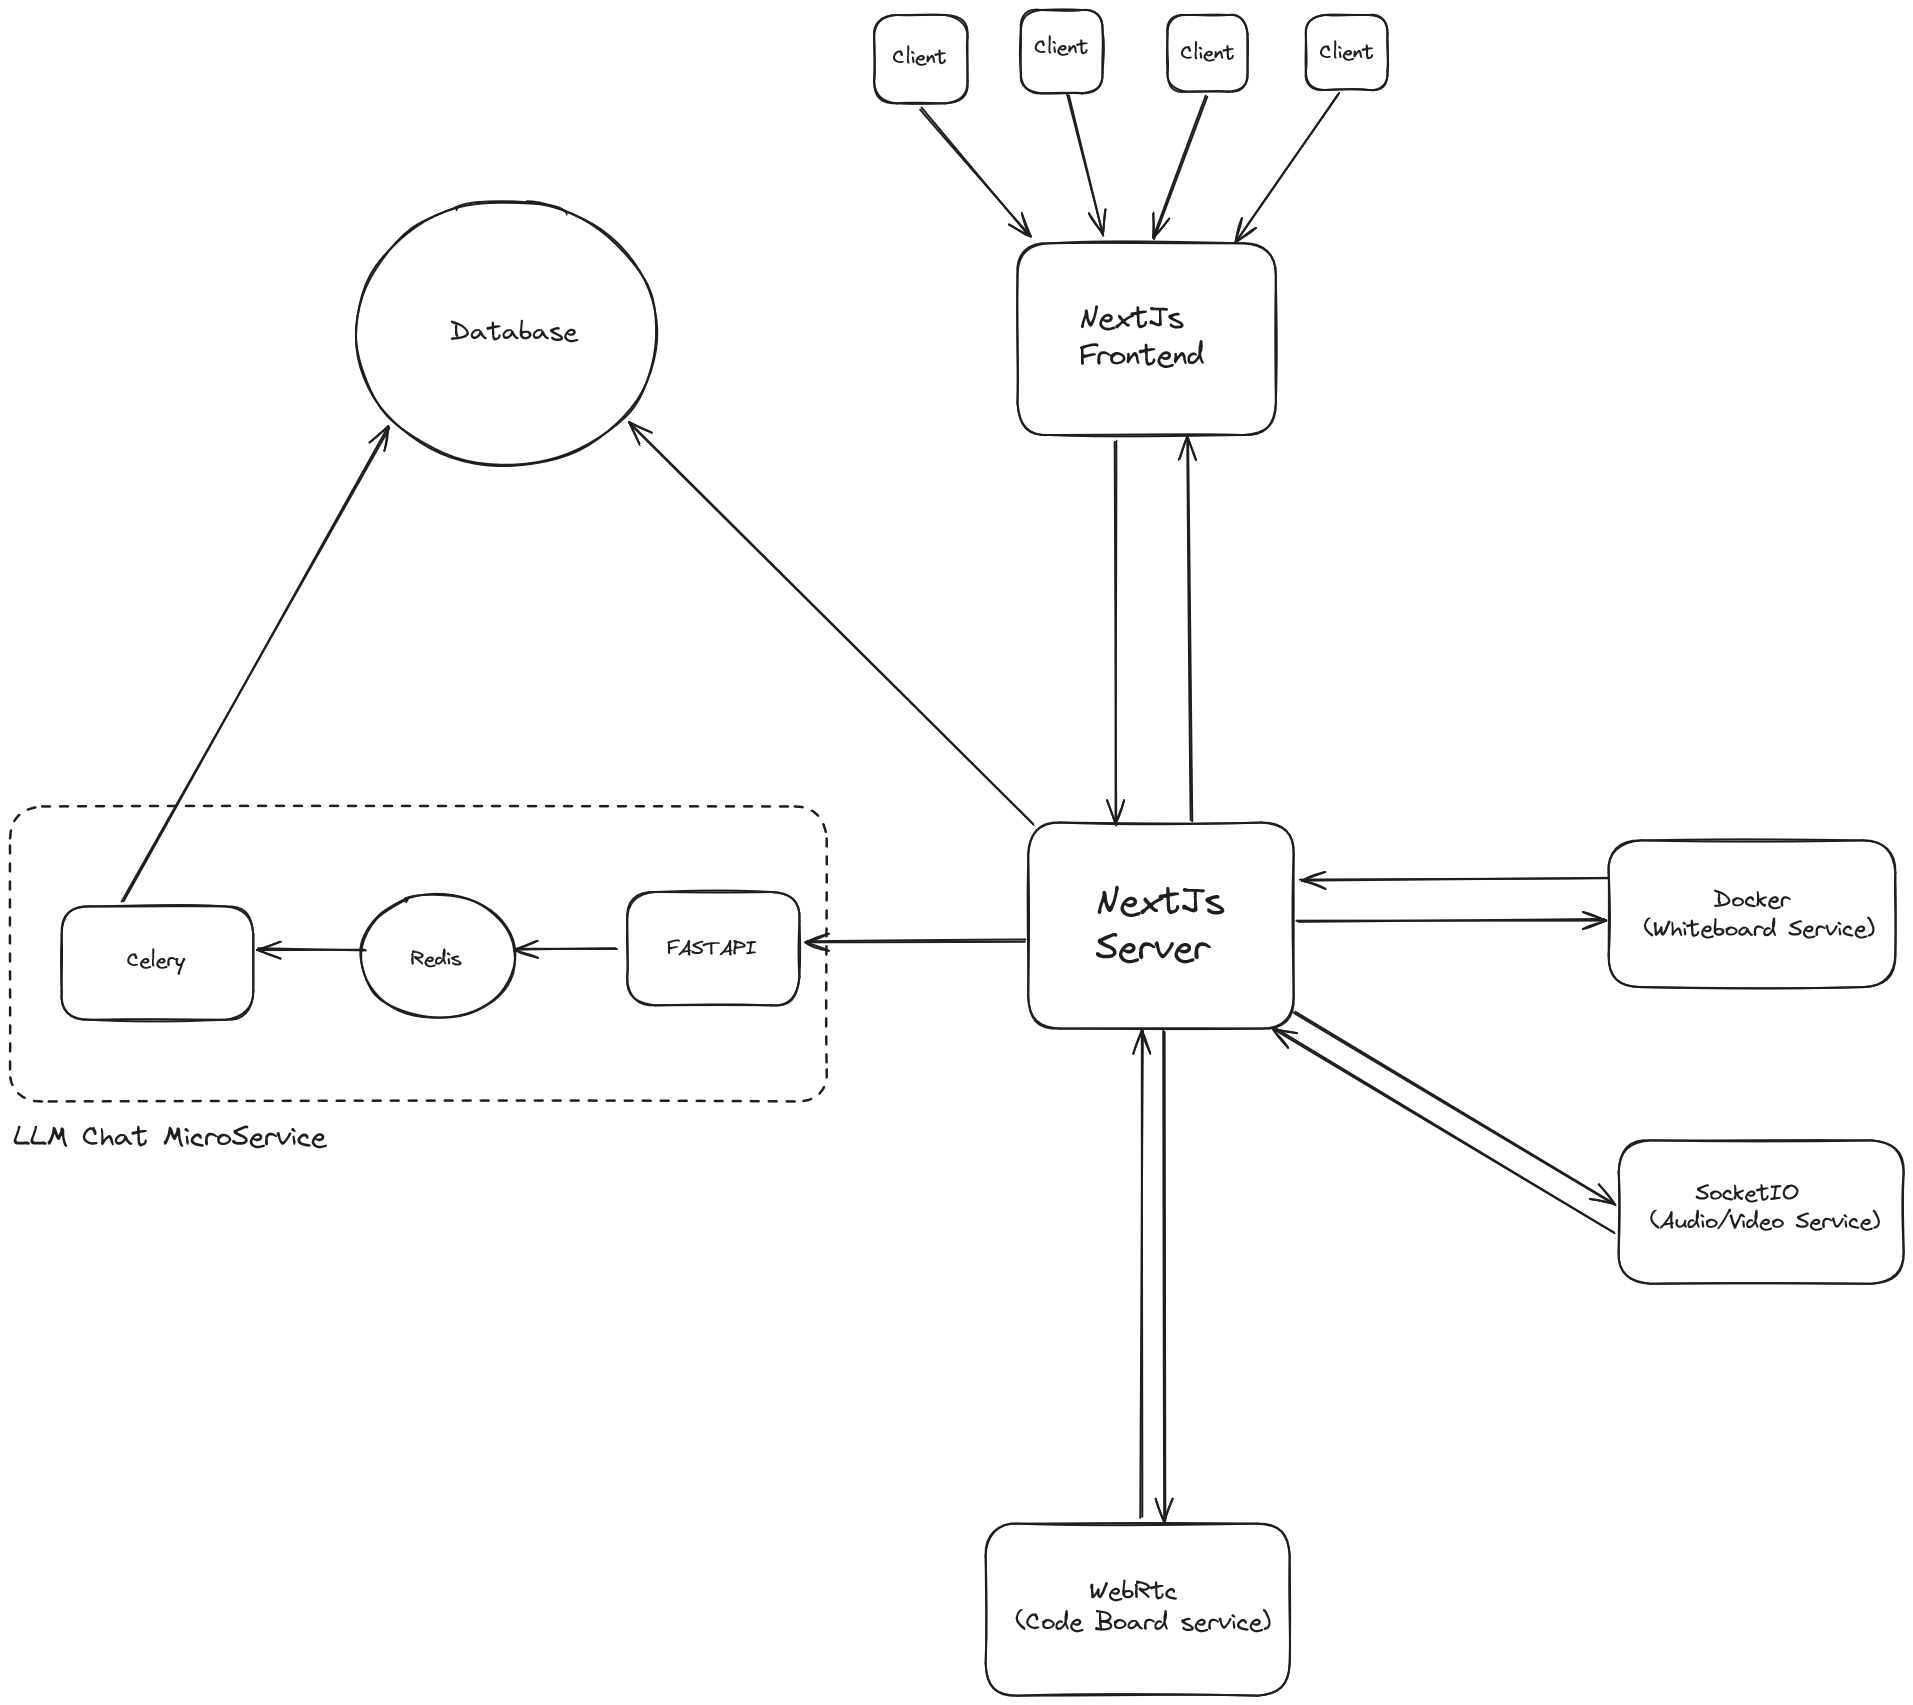 Client
Client
Client
Client
NextJs
Frontend
Database
NextJs
Server
Docker
(Whiteboard Service)
Celery
Redis
FASTAPI
LLM Chat MicroService
SocketIO
(Audio/Video Service)
WebRtc
(Code Board service)